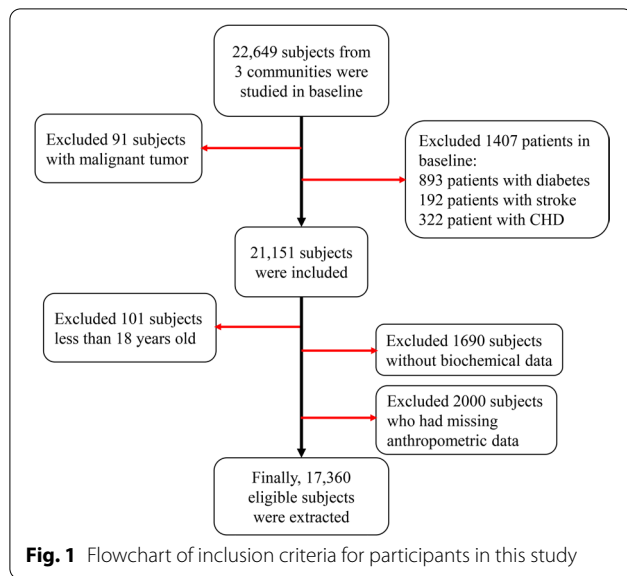 22,649 subjects from
3 communities were
studied in baseline
Excluded 91 subjects
with malignant tumor
Excluded 1407 patients in
baseline:
893 patients with diabetes
192 patients with stroke
322 patient with CHD
21,151 subjects
were included
Excluded 101 subjects
less than 18 years old
Excluded 1690 subjects
without biochemical data
Excluded 2000 subjects
who had missing
anthropometric data
Finally, 17,360
eligible subjects
were extracted
Fig. 1 Flowchart of inclusion criteria for participants in this study